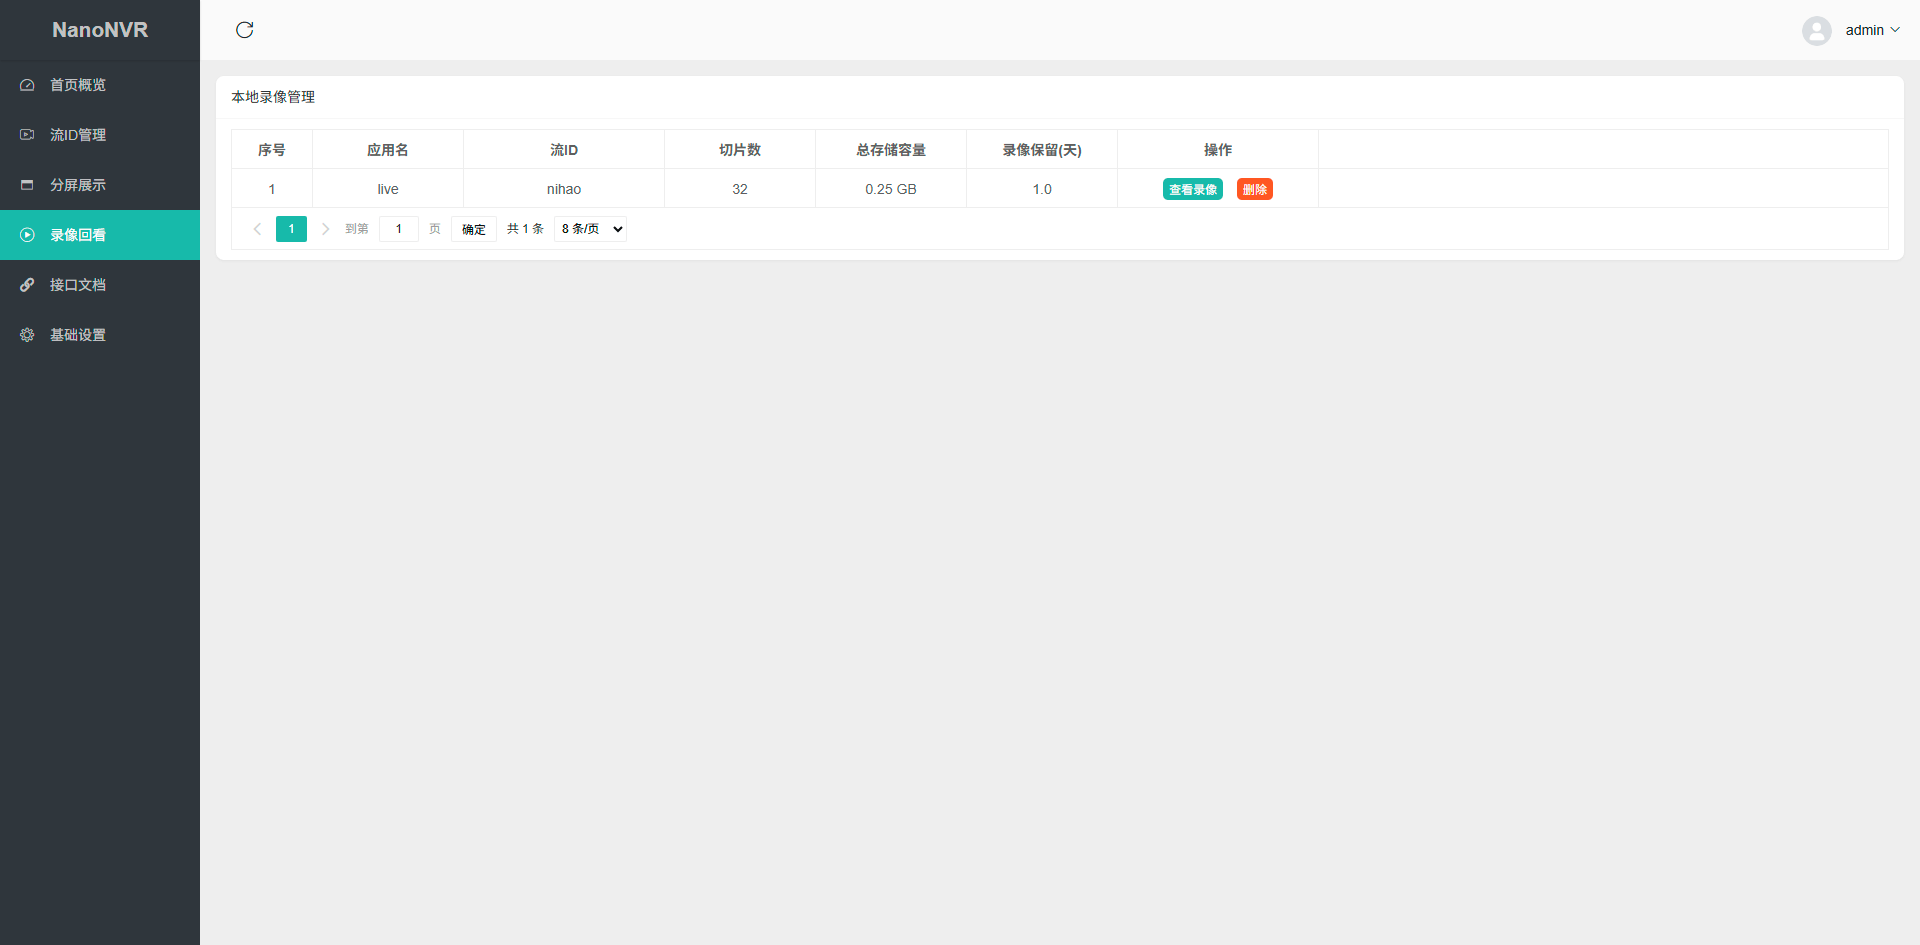 NanoNVR
admin
首页概览
流ID管理
分屏展示
录像回看
接口文档
基础设置
本地录像管理
序号 应用名 流ID 切片数 总存储容量 录像保留(天) 操作
1 live nihao 32 0.25 GB 1.0 查看录像 删除
1 到第 1 页 确定 共 1 条 8 条/页